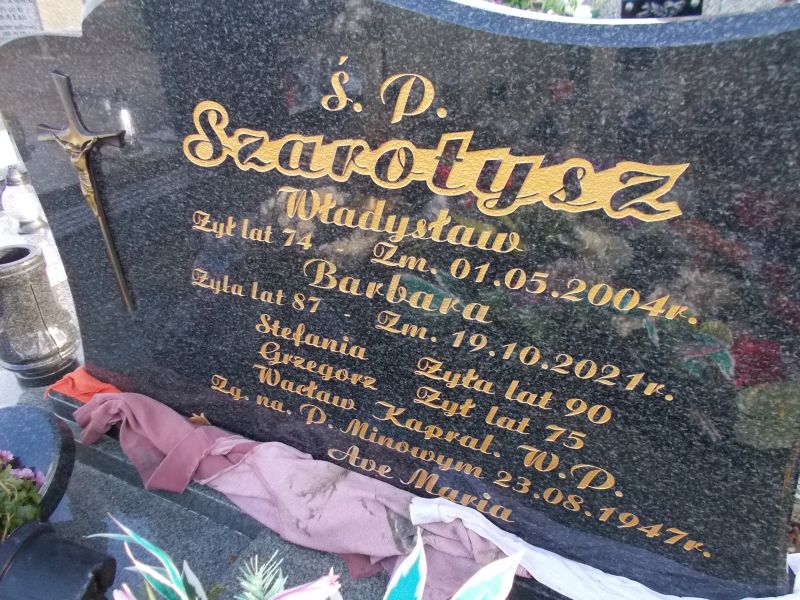 Ś. P.
Szarotysz
Władysław
Żył lat 74 - Zm. 01.05.2004r.
Barbara
Żyła lat 87 - Zm. 19.10.2021r.
Stefania Żyła lat 90
Grzegorz Żył lat 75
Wacław Kapral. W.P.
Zg. na. P. Minowym 23.08.1947r.
Ave Maria